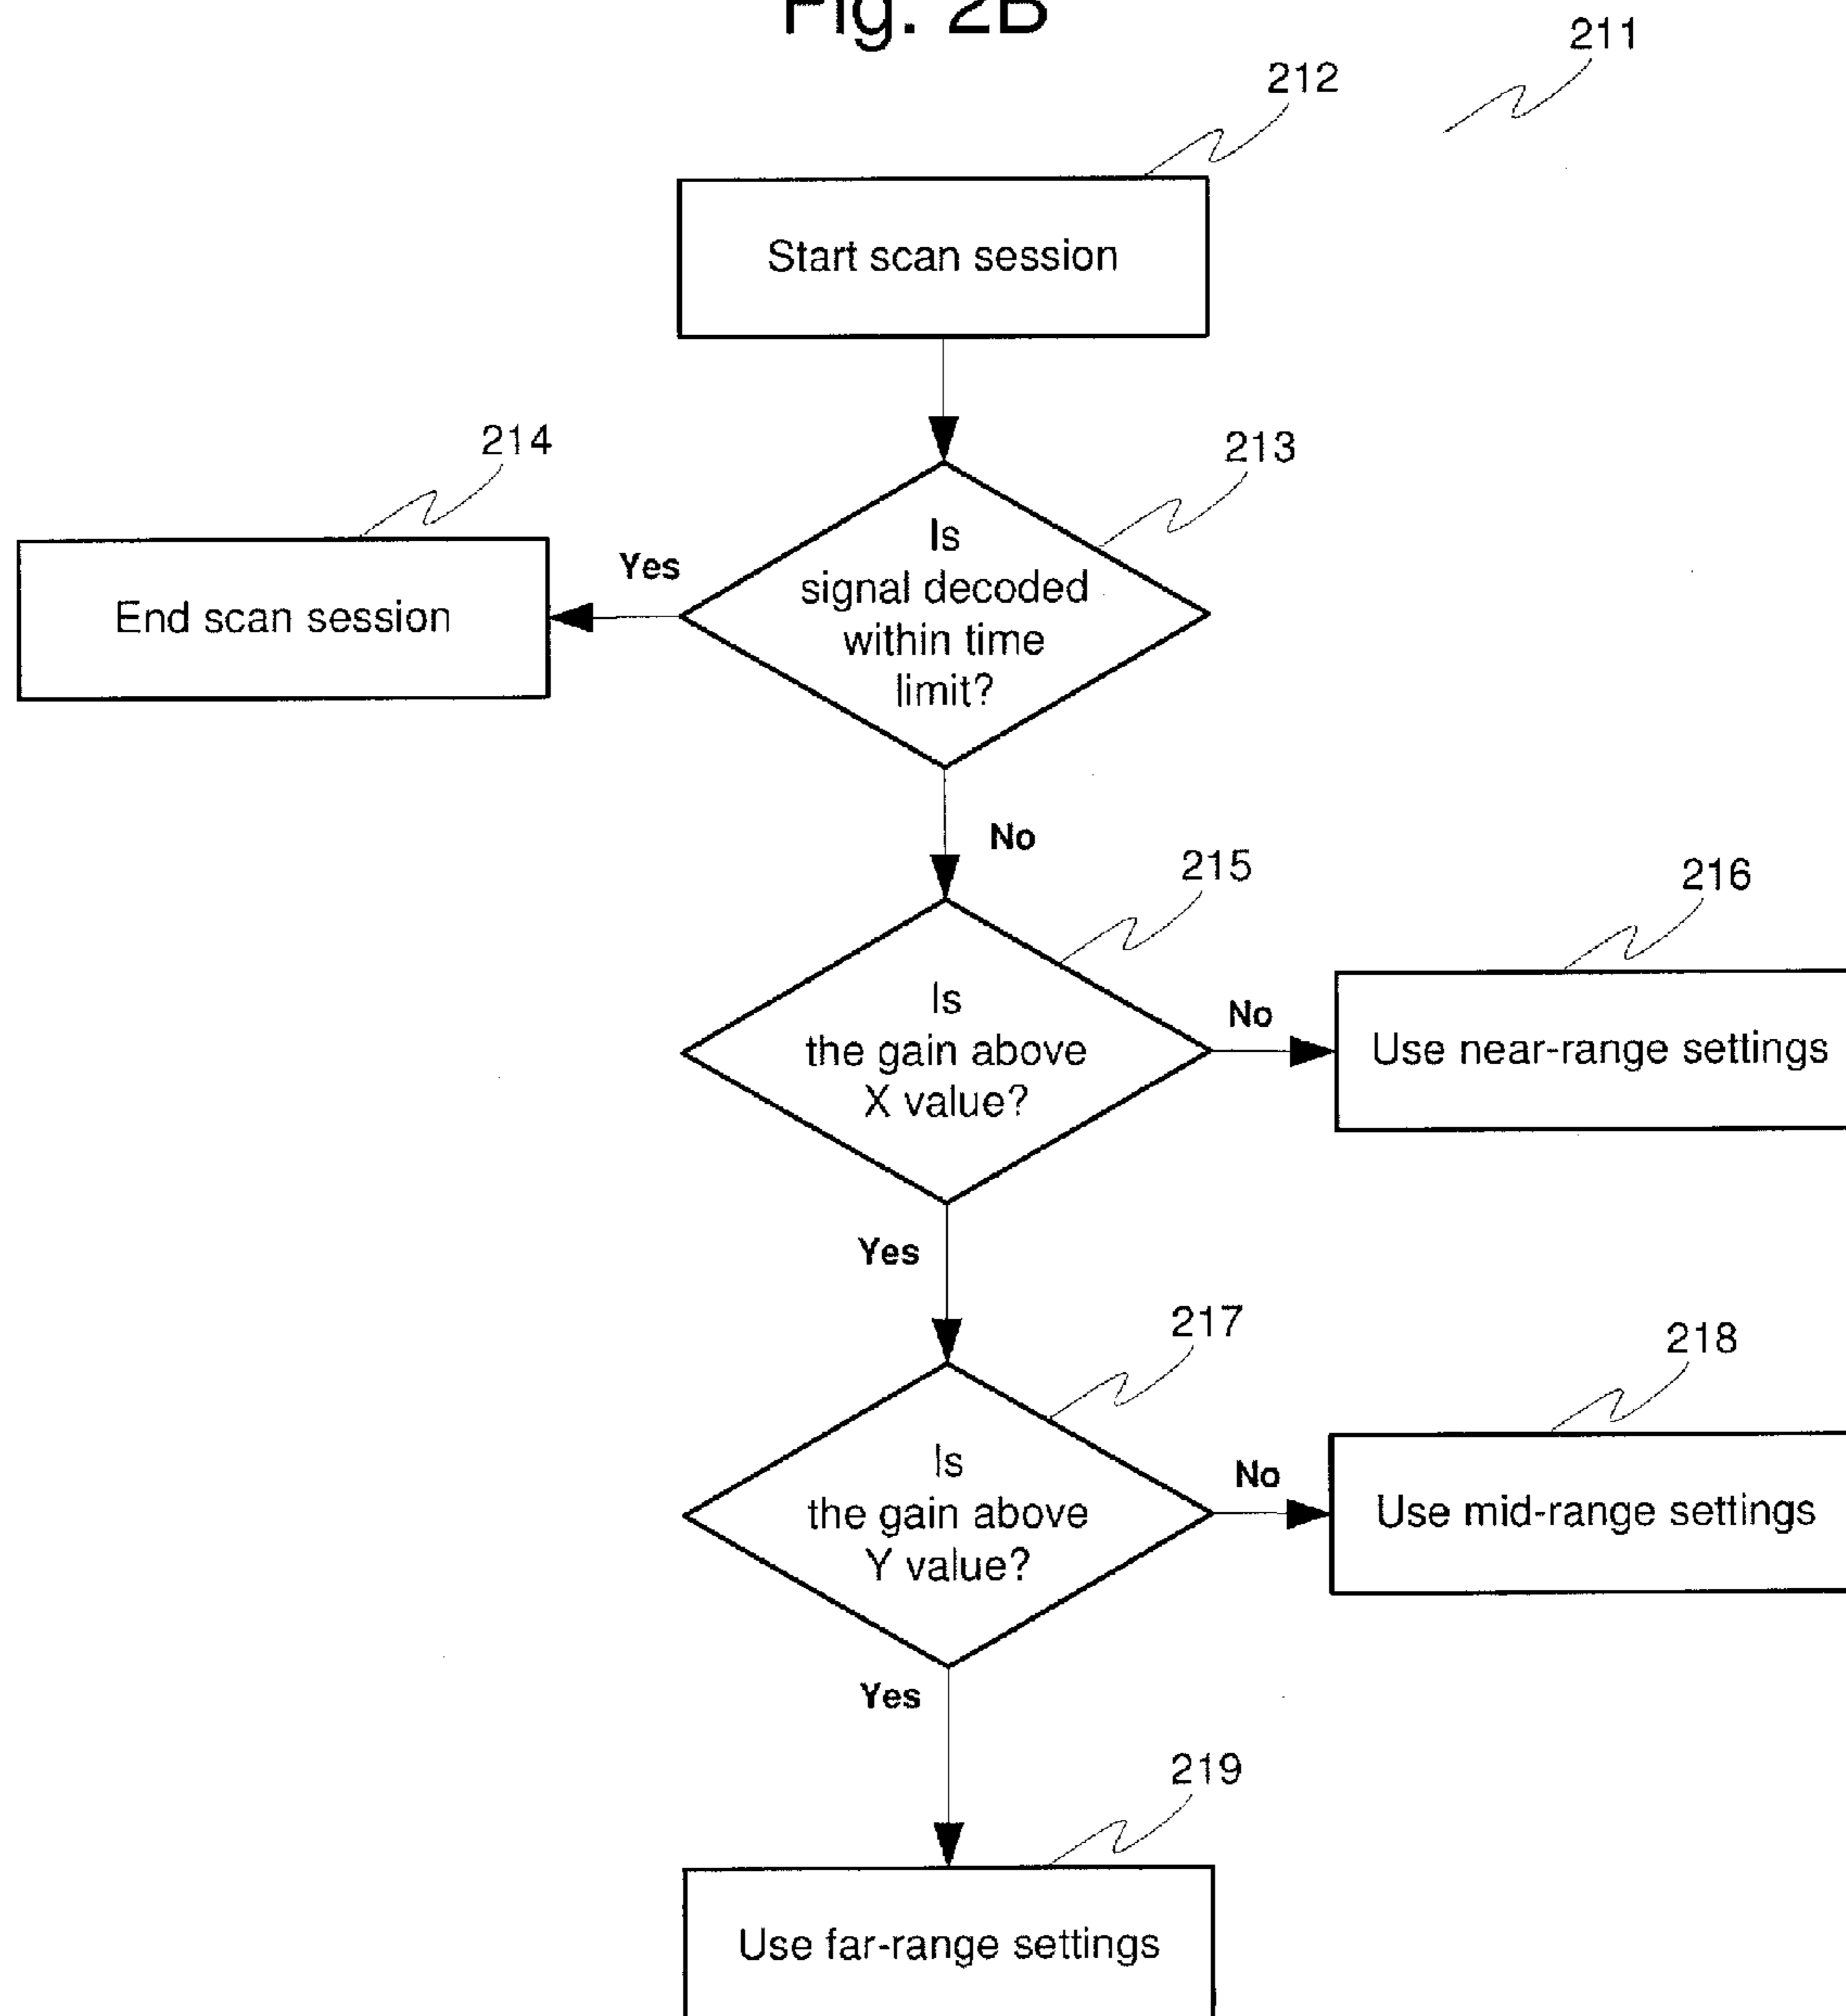 Fig. 2B
211
212
Start scan session
214
213
Yes
Is
signal decoded
within time
limit?
End scan session
No
215
216
Is
the gain above
X value?
No
Use near-range settings
Yes
217
218
Is
the gain above
Y value?
No
Use mid-range settings
Yes
219
Use far-range settings